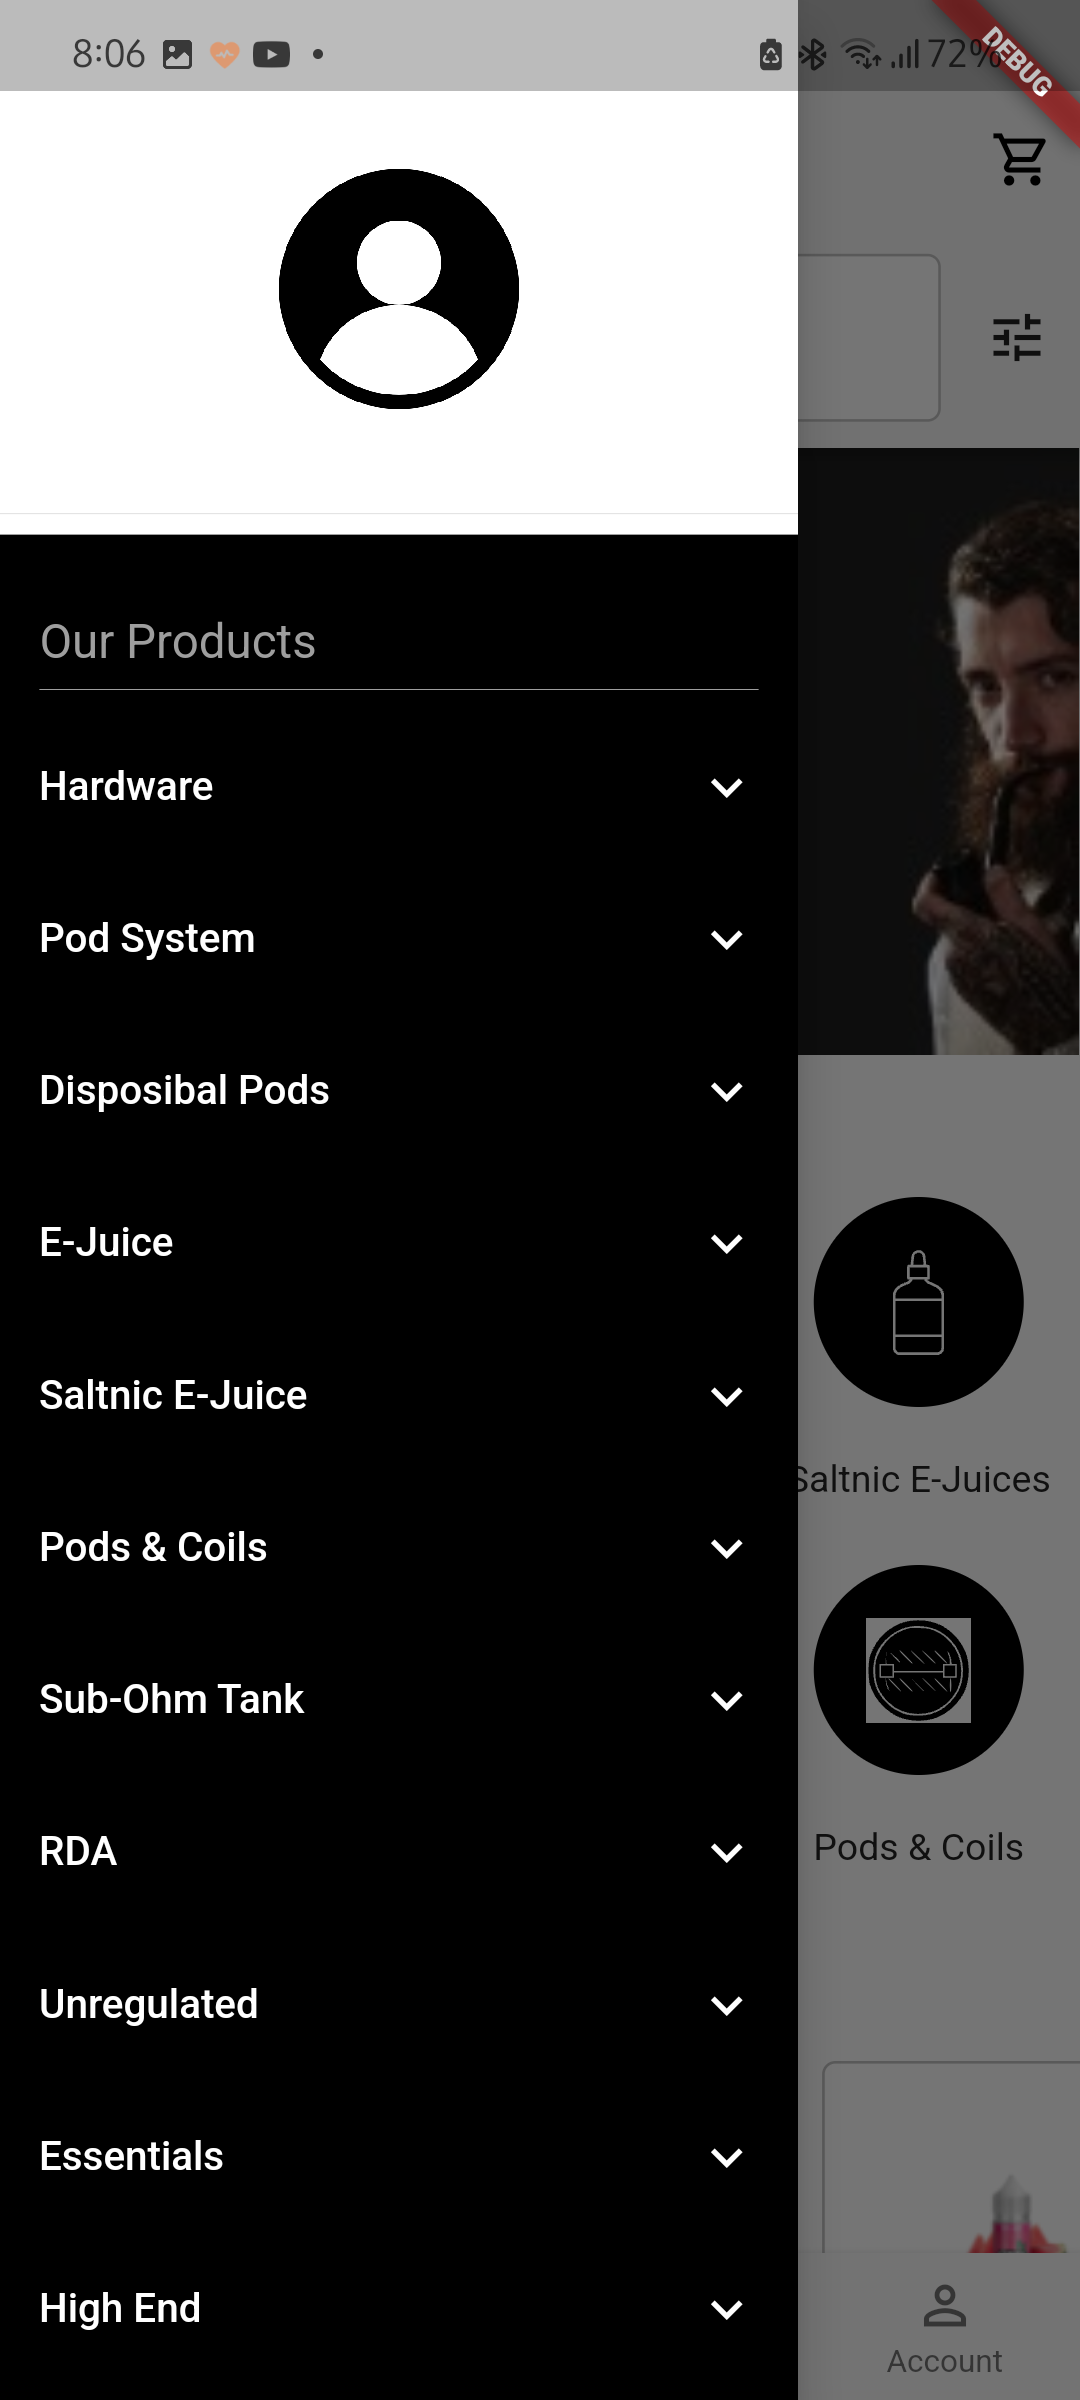 8:06 72%
DEBUG
Our Products
Hardware
Pod System
Disposibal Pods
E-Juice
Saltnic E-Juice
Saltnic E-Juices
Pods & Coils
Sub-Ohm Tank
RDA
Pods & Coils
Unregulated
Essentials
High End
Account